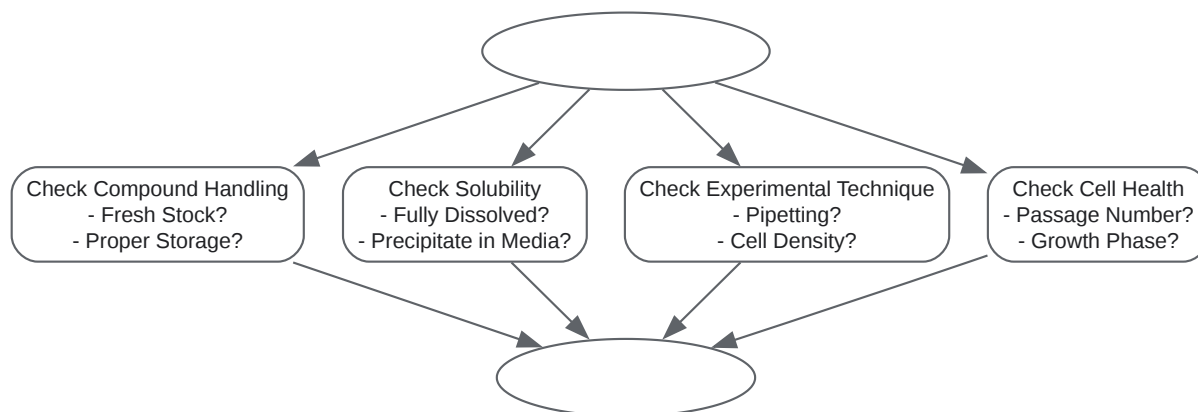 Check Compound Handling
- Fresh Stock?
- Proper Storage?
Check Solubility
- Fully Dissolved?
- Precipitate in Media?
Check Experimental Technique
- Pipetting?
- Cell Density?
Check Cell Health
- Passage Number?
- Growth Phase?